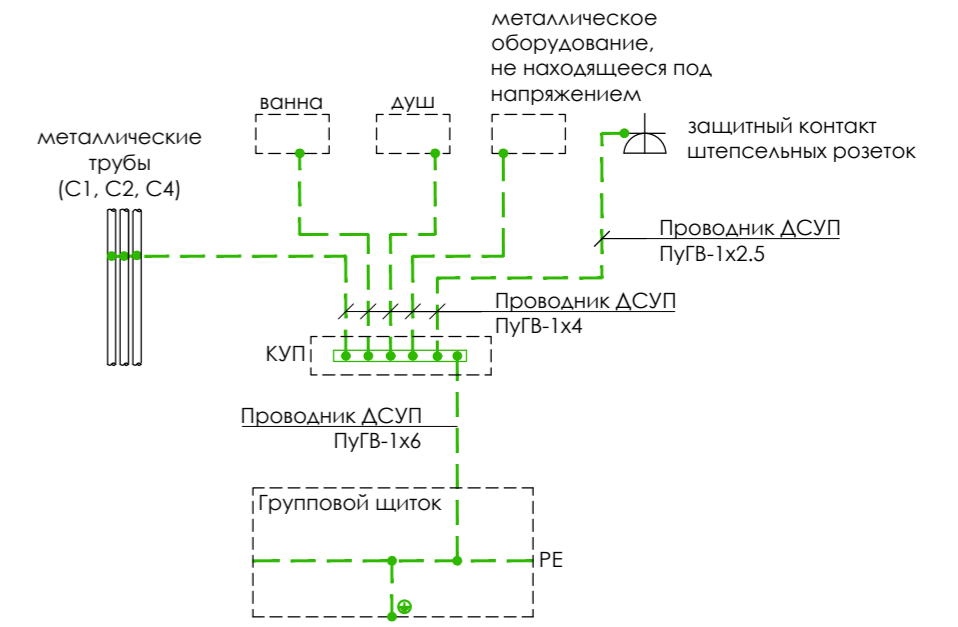 металлическое
оборудование,
не находящееся под
напряжением
ванна
душ
защитный контакт
штепсельных розеток
металлические
трубы
(С1, С2, С4)
Проводник ДСУП
ПуГВ-1х2.5
Проводник ДСУП
ПуГВ-1х4
КУП
Проводник ДСУП
ПуГВ-1х6
Групповой щиток
PE